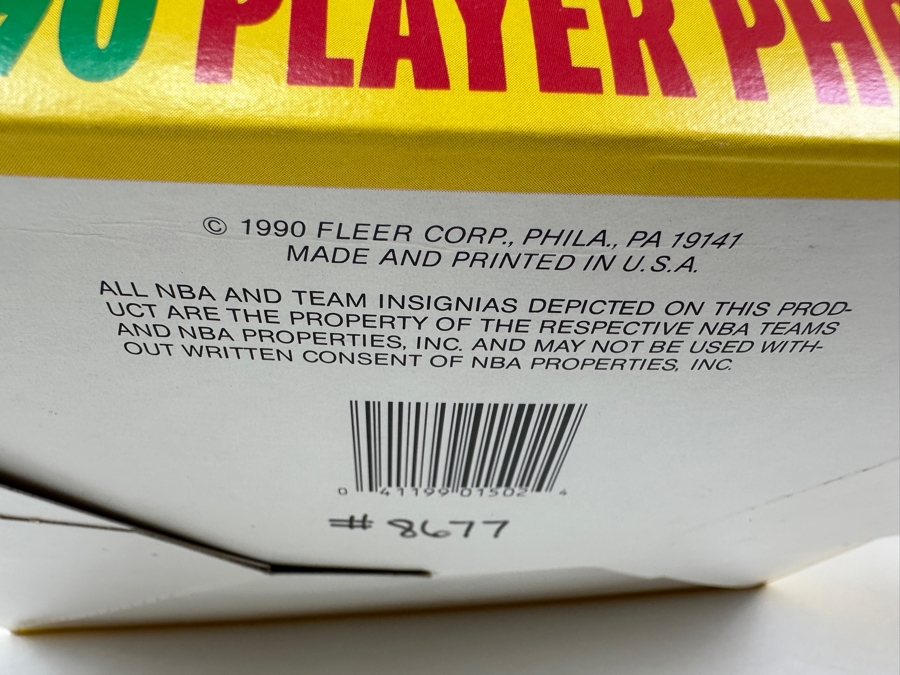 90 PLAYER PHO
© 1990 FLEER CORP., PHILA., PA 19141
MADE AND PRINTED IN U.S.A.
ALL NBA AND TEAM INSIGNIAS DEPICTED ON THIS PROD-
UCT ARE THE PROPERTY OF THE RESPECTIVE NBA TEAMS
AND NBA PROPERTIES, INC. AND MAY NOT BE USED WITH-
OUT WRITTEN CONSENT OF NBA PROPERTIES, INC.
0 41199 01502 4
# 8677